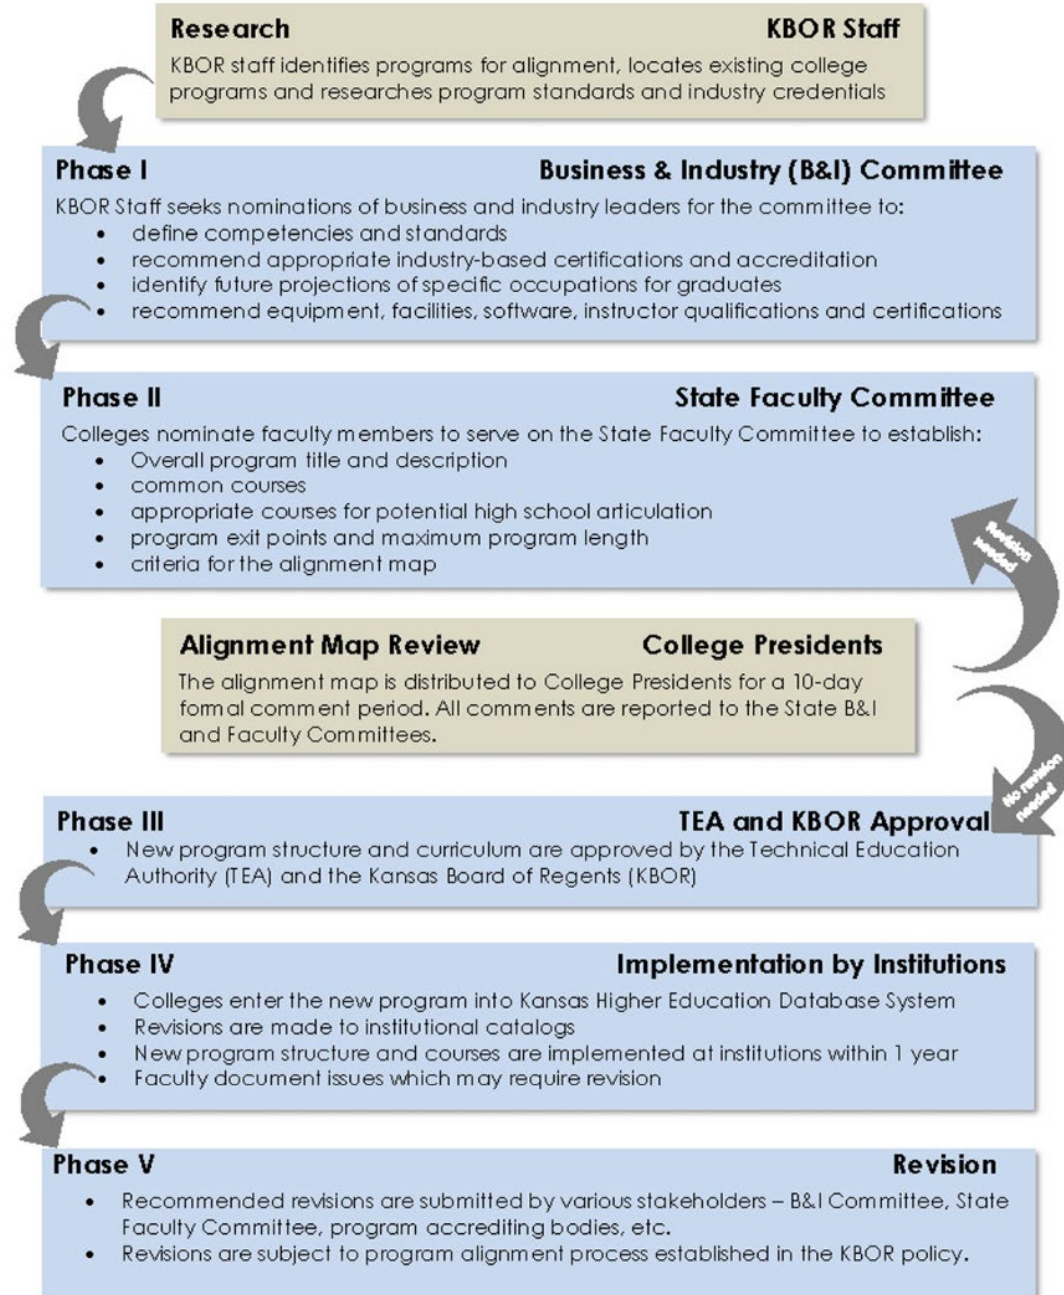 Research KBOR Staff
KBOR staff identifies programs for alignment, locates existing college
programs and researches program standards and industry credentials
Phase I Business & Industry (B&I) Committee
KBOR Staff seeks nominations of business and industry leaders for the committee to:
• define competencies and standards
• recommend appropriate industry-based certifications and accreditation
• identify future projections of specific occupations for graduates
• recommend equipment, facilities, software, instructor qualifications and certifications
Phase II State Faculty Committee
Colleges nominate faculty members to serve on the State Faculty Committee to establish:
• Overall program title and description
• common courses
• appropriate courses for potential high school articulation
• program exit points and maximum program length
• criteria for the alignment map
Revision
needed
Alignment Map Review College Presidents
The alignment map is distributed to College Presidents for a 10-day
formal comment period. All comments are reported to the State B&I
and Faculty Committees.
No revision
needed
Phase III TEA and KBOR Approval
• New program structure and curriculum are approved by the Technical Education
Authority (TEA) and the Kansas Board of Regents (KBOR)
Phase IV Implementation by Institutions
• Colleges enter the new program into Kansas Higher Education Database System
• Revisions are made to institutional catalogs
• New program structure and courses are implemented at institutions within 1 year
• Faculty document issues which may require revision
Phase V Revision
• Recommended revisions are submitted by various stakeholders – B&I Committee, State
Faculty Committee, program accrediting bodies, etc.
• Revisions are subject to program alignment process established in the KBOR policy.